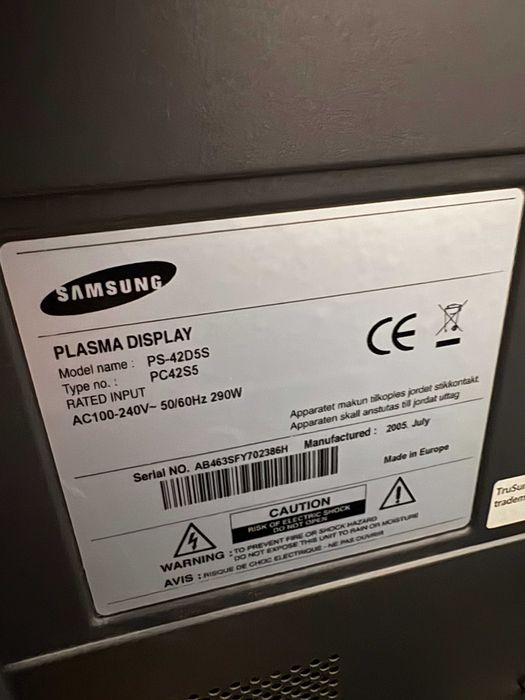 SAMSUNG
PLASMA DISPLAY
Model name : PS-42D5S
Type no. : PC42S5
RATED INPUT
AC100-240V~ 50/60Hz 290W
CE
Apparatet makun tilkoples jordet stikkontakt
Apparaten skall anstutas till jordat uttag
Serial NO. AB463SFY702386H Manufactured : 2005. July
Made in Europe
CAUTION
RISK OF ELECTRIC SHOCK
DO NOT OPEN
WARNING : TO PREVENT FIRE OR SHOCK HAZARD
DO NOT EXPOSE THIS UNIT TO RAIN OR MOISTURE
AVIS : RISQUE DE CHOC ELECTRIQUE - NE PAS OUVRIR
TruSur
tradem